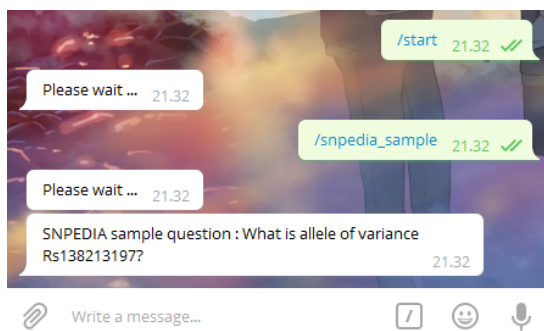 /start 21.32
Please wait ... 21.32
/snpedia_sample 21.32
Please wait ... 21.32
SNPEDIA sample question : What is allele of variance
Rs138213197?
21.32
Write a message...